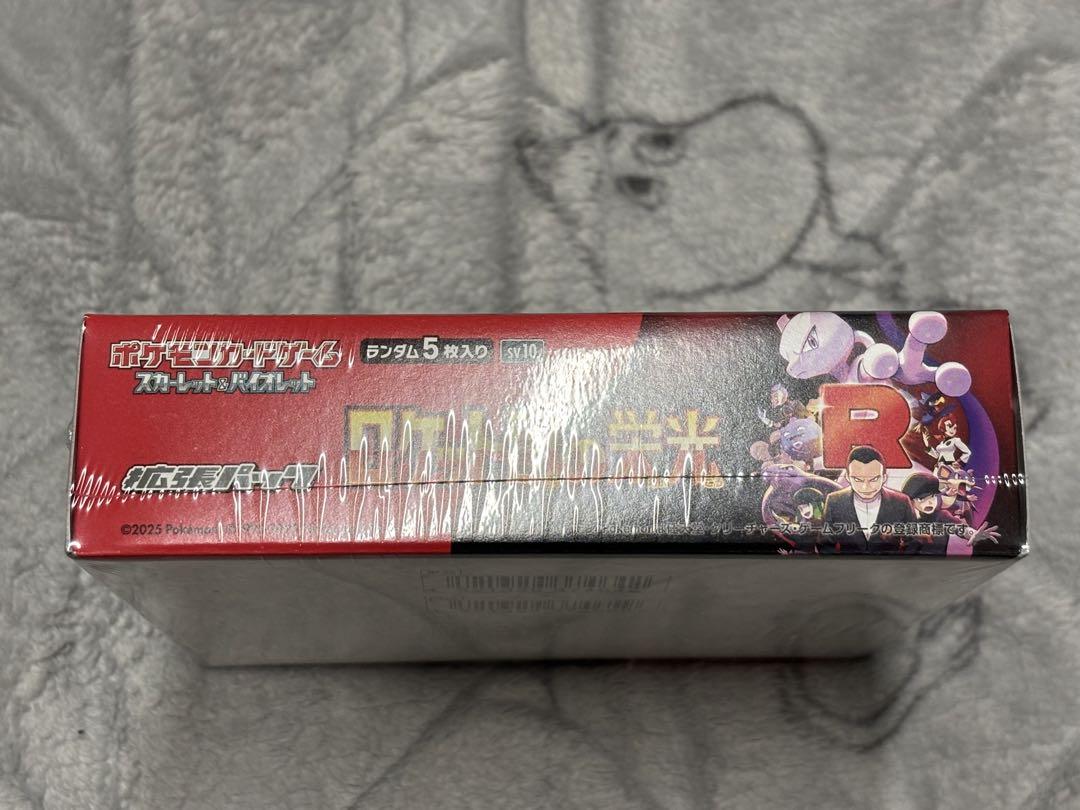 ポケモンカードゲーム
スカーレット&バイオレット
ランダム5枚入り
SV10
ロケット団の栄光
拡張パック
©2025 Pokémon
クリーチャーズ・ゲームフリークの登録商標です。
R